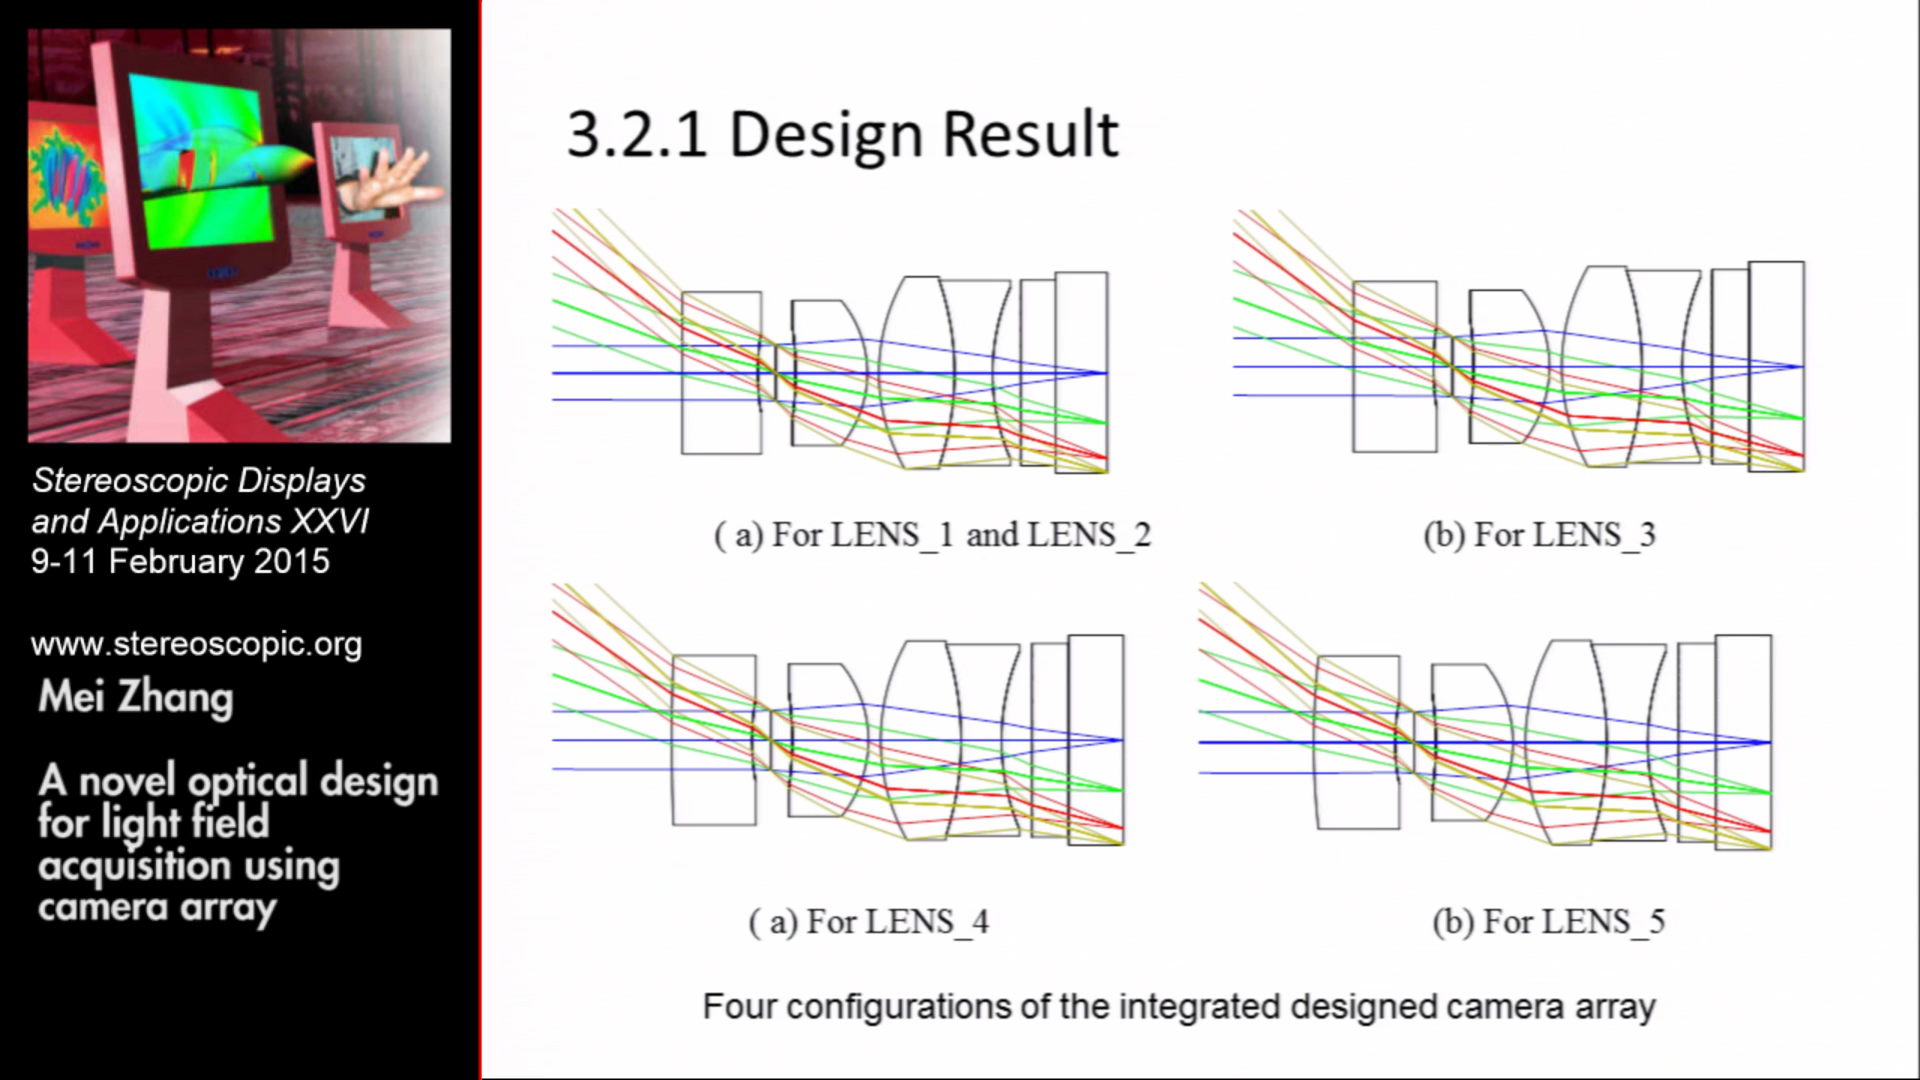 Stereoscopic Displays
and Applications XXVI
9-11 February 2015
www.stereoscopic.org
Mei Zhang
A novel optical design
for light field
acquisition using
camera array
3.2.1 Design Result
( a) For LENS_1 and LENS_2
(b) For LENS_3
( a) For LENS_4
(b) For LENS_5
Four configurations of the integrated designed camera array